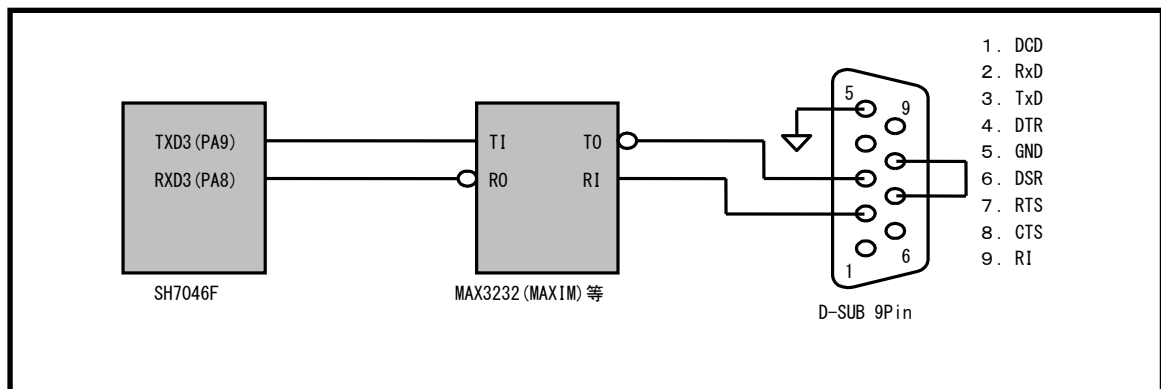 TXD3(PA9)
RXD3(PA8)
SH7046F
TI
TO
RO
RI
MAX3232(MAXIM)等
5
9
1
6
D-SUB 9Pin
1. DCD
2. RxD
3. TxD
4. DTR
5. GND
6. DSR
7. RTS
8. CTS
9. RI